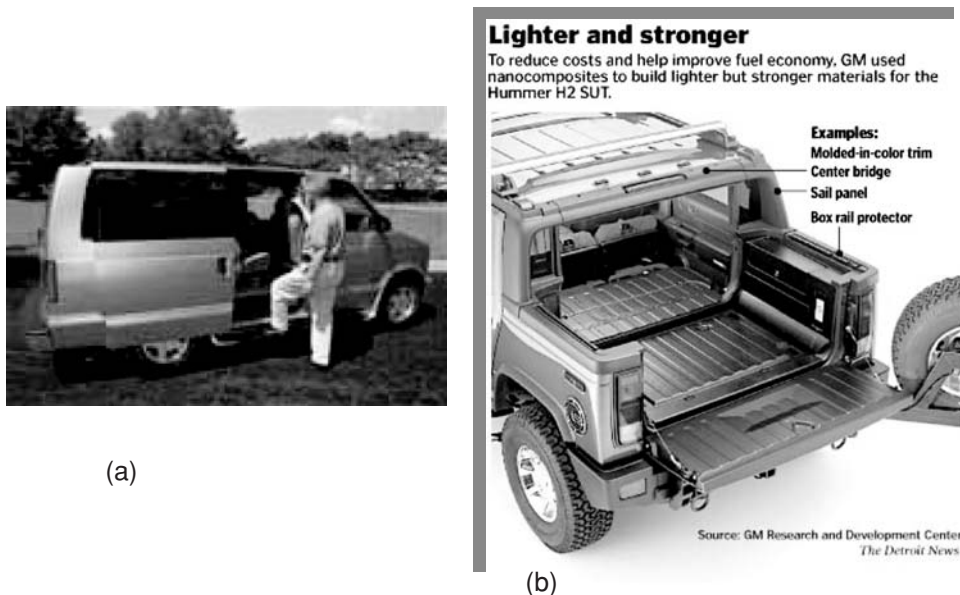 Lighter and stronger
To reduce costs and help improve fuel economy, GM used
nanocomposites to build lighter but stronger materials for the
Hummer H2 SUT.
Examples:
Molded-in-color trim
Center bridge
Sail panel
Box rail protector
Source: GM Research and Development Center
The Detroit News
(a)
(b)